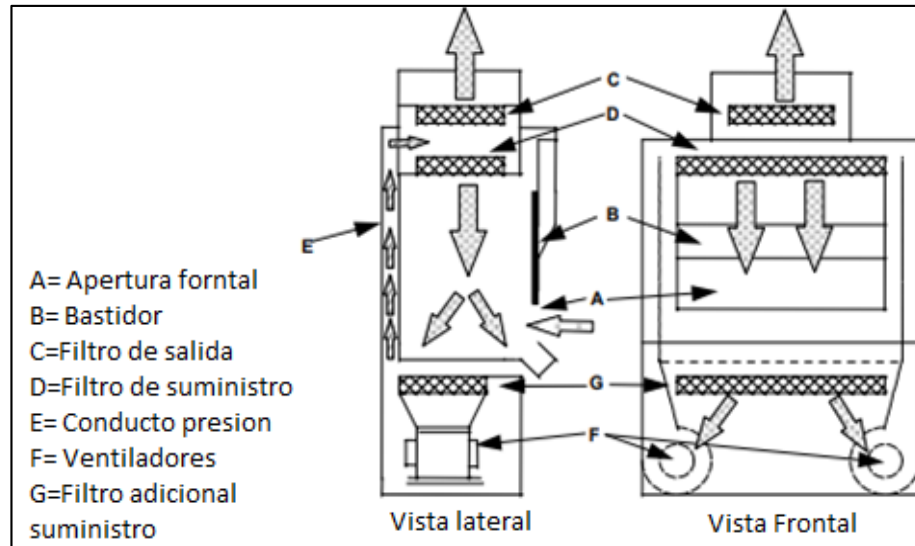 C
D
B
E
A
G
F
A= Apertura forntal
B= Bastidor
C=Filtro de salida
D=Filtro de suministro
E= Conducto presion
F= Ventiladores
G=Filtro adicional
suministro
Vista lateral
Vista Frontal